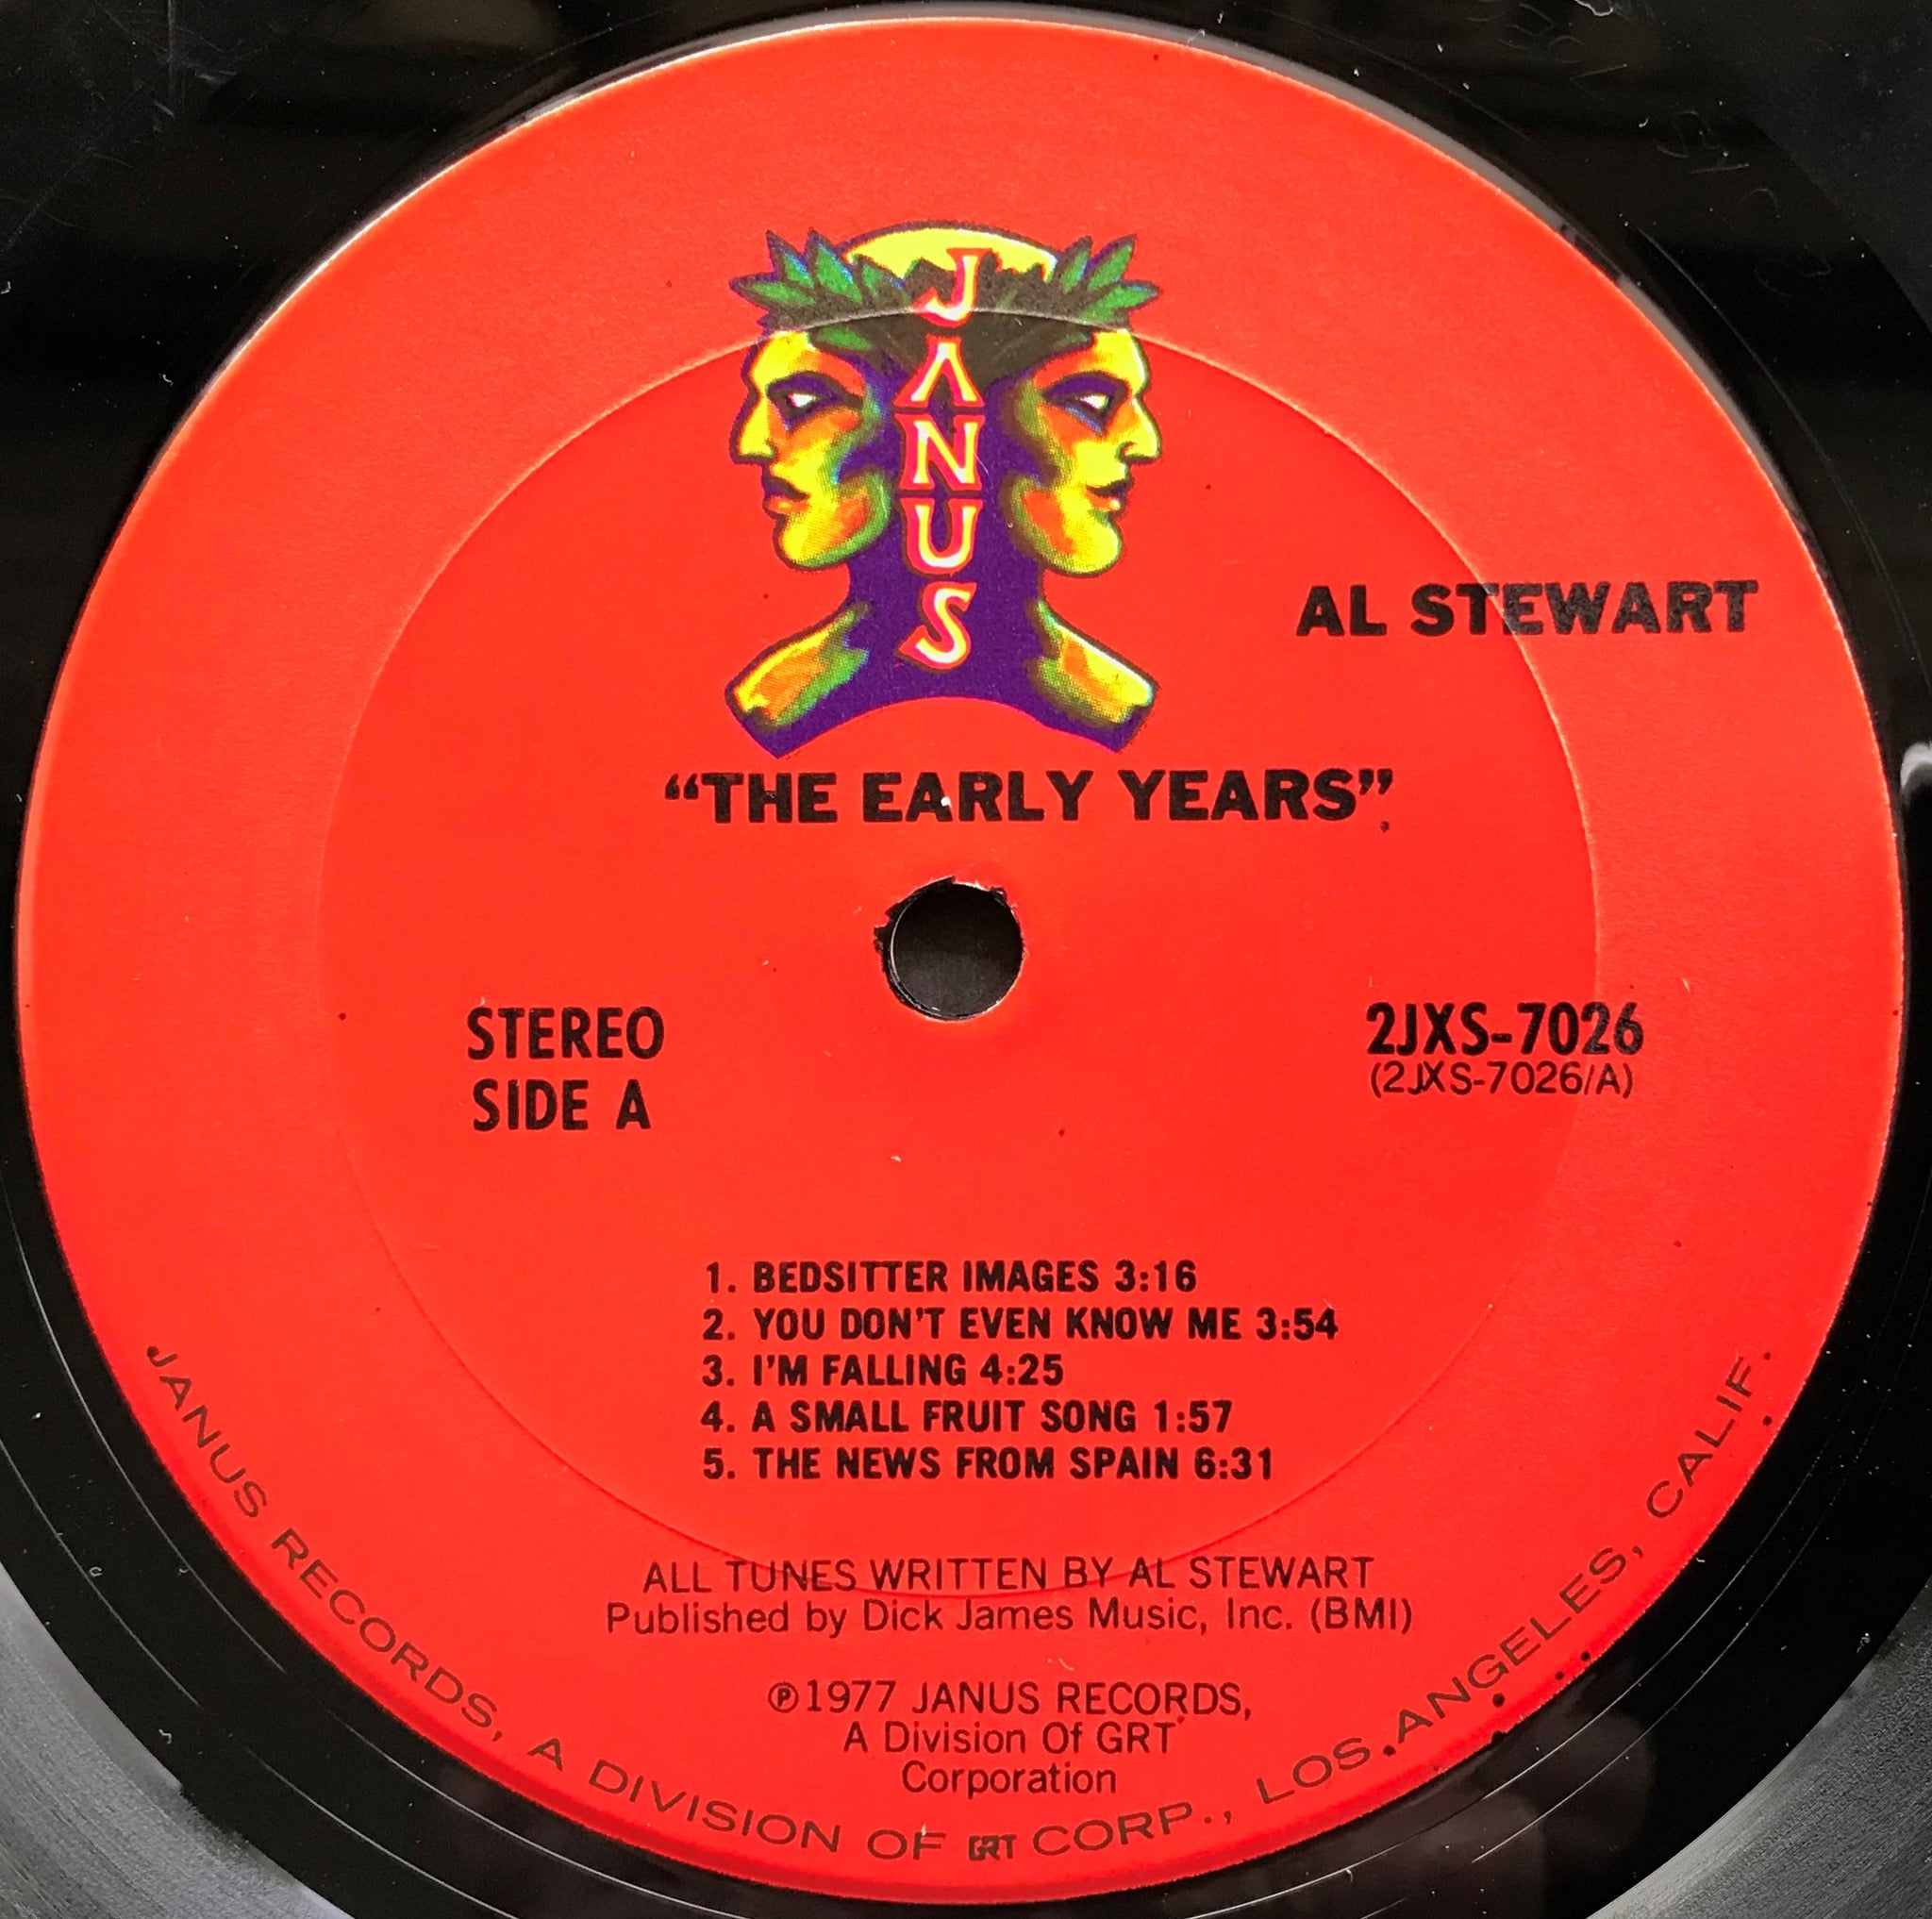 JANUS
AL STEWART
“THE EARLY YEARS”
STEREO
SIDE A
2JXS-7026
(2JXS-7026/A)
1. BEDSITTER IMAGES 3:16
2. YOU DON'T EVEN KNOW ME 3:54
3. I'M FALLING 4:25
4. A SMALL FRUIT SONG 1:57
5. THE NEWS FROM SPAIN 6:31
ALL TUNES WRITTEN BY AL STEWART
Published by Dick James Music, Inc. (BMI)
℗1977 JANUS RECORDS,
A Division Of GRT
Corporation
JANUS RECORDS, A DIVISION OF GRT CORP., LOS ANGELES, CALIF.